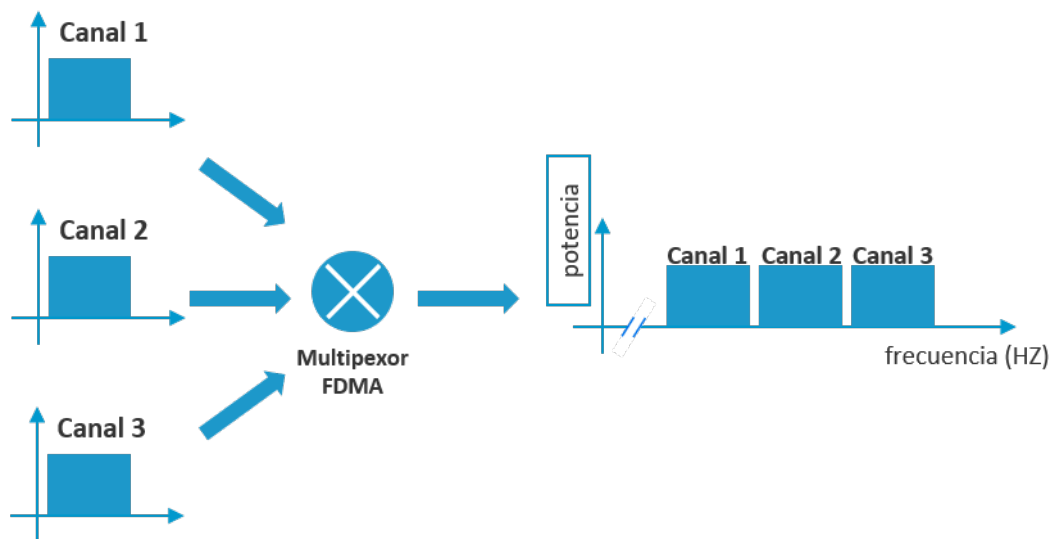 Canal 1
Canal 2
Canal 3
Multipexor
FDMA
potencia
Canal 1 Canal 2 Canal 3
frecuencia (HZ)